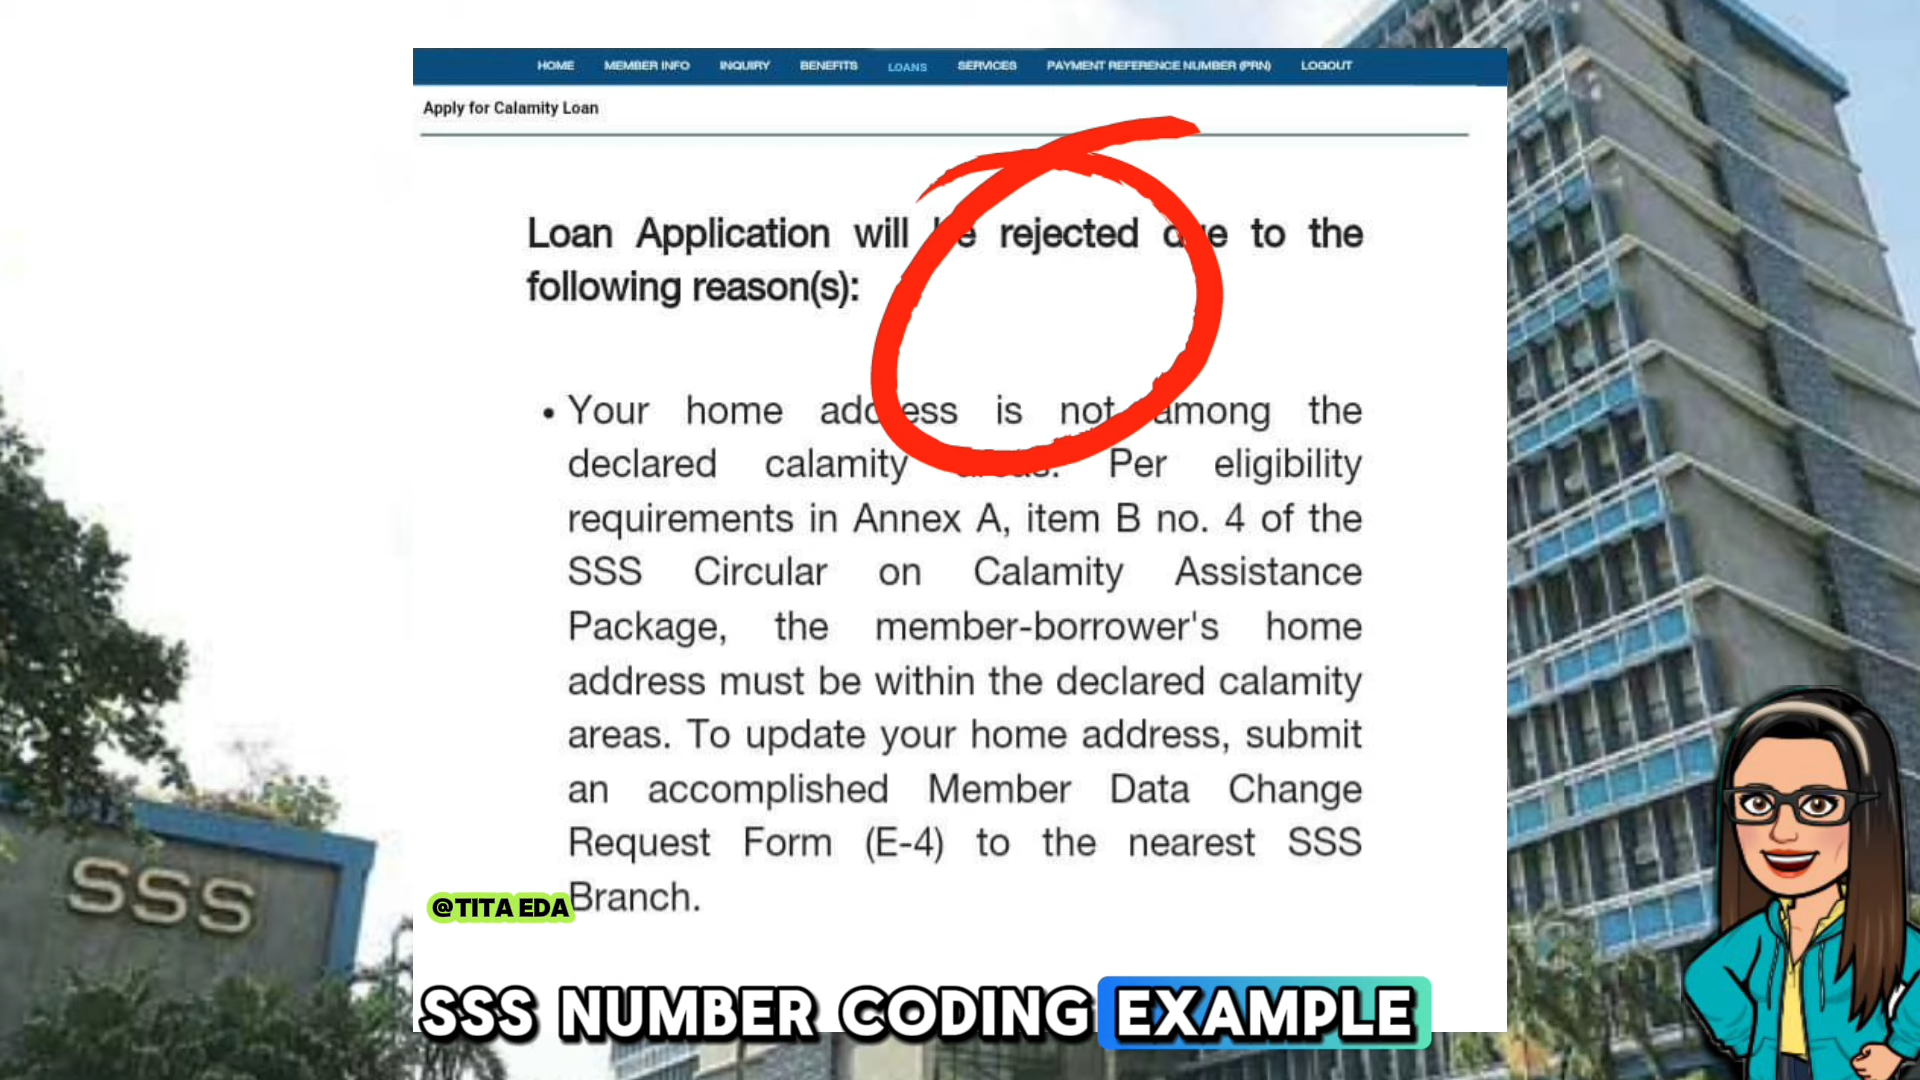 HOME MEMBER INFO INQUIRY BENEFITS LOANS SERVICES PAYMENT REFERENCE NUMBER (PRN) LOGOUT
Apply for Calamity Loan
Loan Application will be rejected due to the
following reason(s):
• Your home address is not among the
declared calamity areas. Per eligibility
requirements in Annex A, item B no. 4 of the
SSS Circular on Calamity Assistance
Package, the member-borrower's home
address must be within the declared calamity
areas. To update your home address, submit
an accomplished Member Data Change
Request Form (E-4) to the nearest SSS
Branch.
@TITA EDA
SSS
SSS NUMBER CODING EXAMPLE